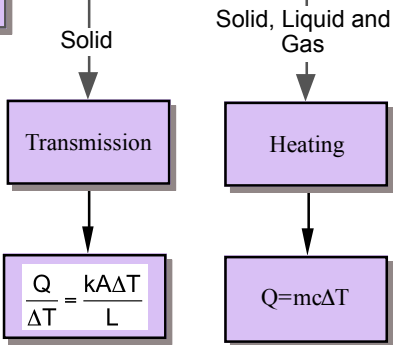 Solid
Transmission
Q/ΔT = kAΔT/L
Solid, Liquid and
Gas
Heating
Q=mcΔT